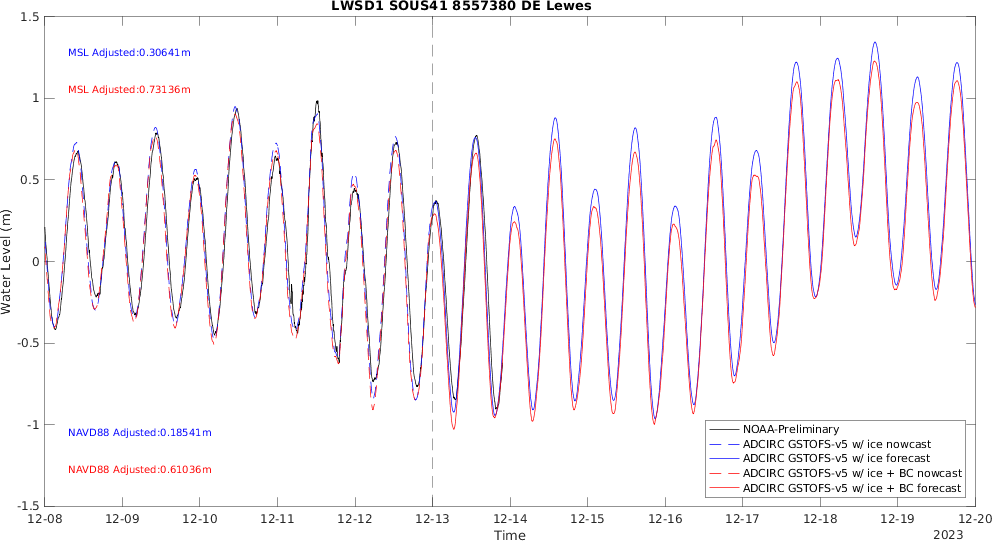 LWSD1 SOUS41 8557380 DE Lewes
1.5
1
0.5
0
-0.5
-1
-1.5
Water Level (m)
MSL Adjusted:0.30641m
MSL Adjusted:0.73136m
NAVD88 Adjusted:0.18541m
NAVD88 Adjusted:0.61036m
NOAA-Preliminary
ADCIRC GSTOFS-v5 w/ ice nowcast
ADCIRC GSTOFS-v5 w/ ice forecast
ADCIRC GSTOFS-v5 w/ ice + BC nowcast
ADCIRC GSTOFS-v5 w/ ice + BC forecast
12-08 12-09 12-10 12-11 12-12 12-13 12-14 12-15 12-16 12-17 12-18 12-19 12-20
Time
2023